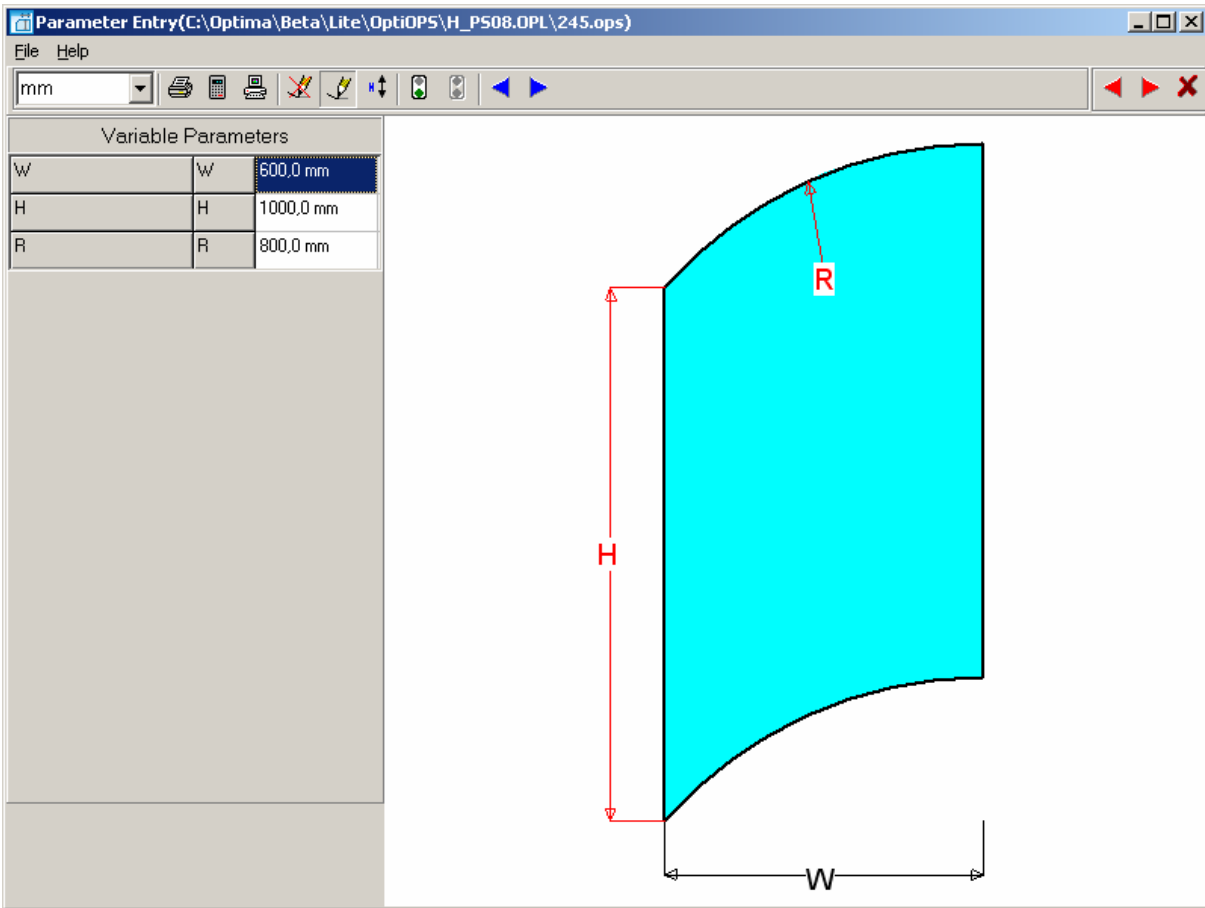 Parameter Entry(C:\Optima\Beta\Lite\OptiOPS\H_PS08.OPL\245.ops)
File Help
mm
H
Variable Parameters
W W 600,0 mm
H H 1000,0 mm
R R 800,0 mm
R
H
W